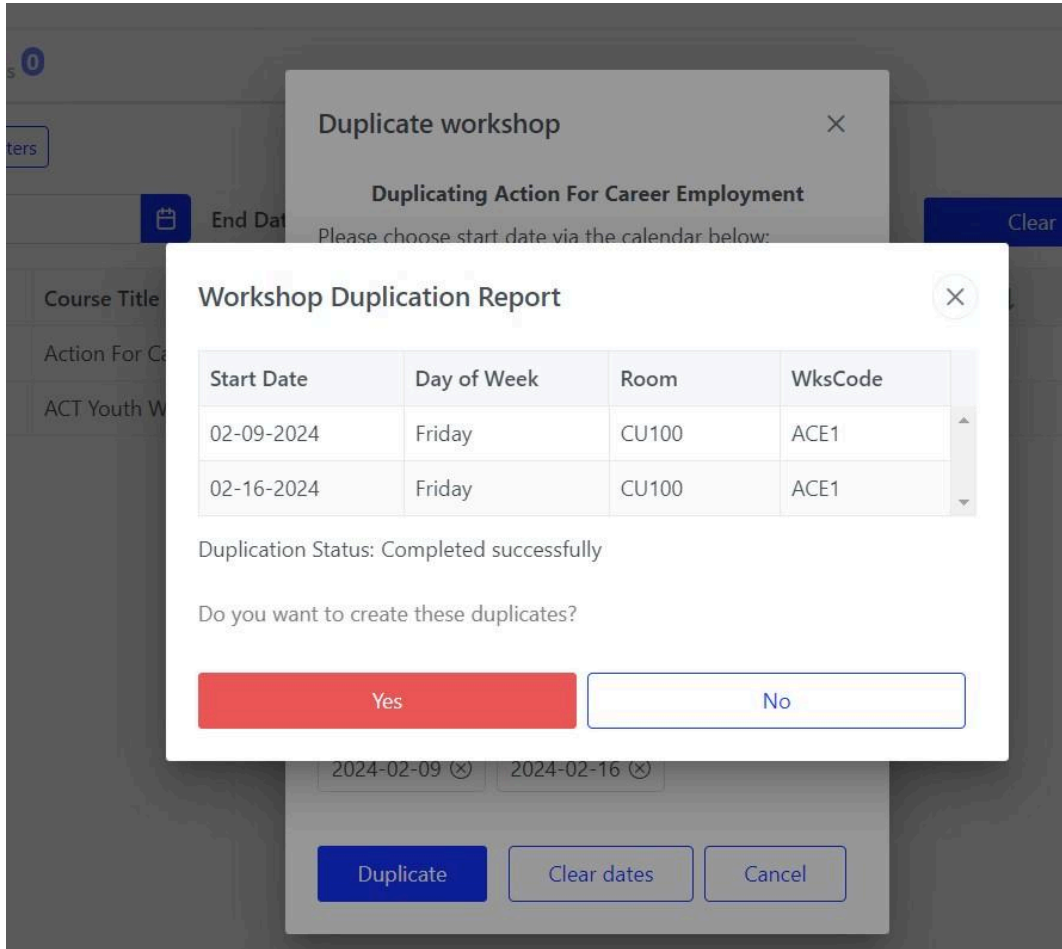 s 0
Duplicate workshop
ters
Duplicating Action For Career Employment
End Dat
Please choose start date via the calendar below:
Clear
Workshop Duplication Report
Course Title
Start Date Day of Week Room WksCode
Action For Ca
02-09-2024 Friday CU100 ACE1
ACT Youth W
02-16-2024 Friday CU100 ACE1
Duplication Status: Completed successfully
Do you want to create these duplicates?
Yes No
2024-02-09 2024-02-16
Duplicate Clear dates Cancel